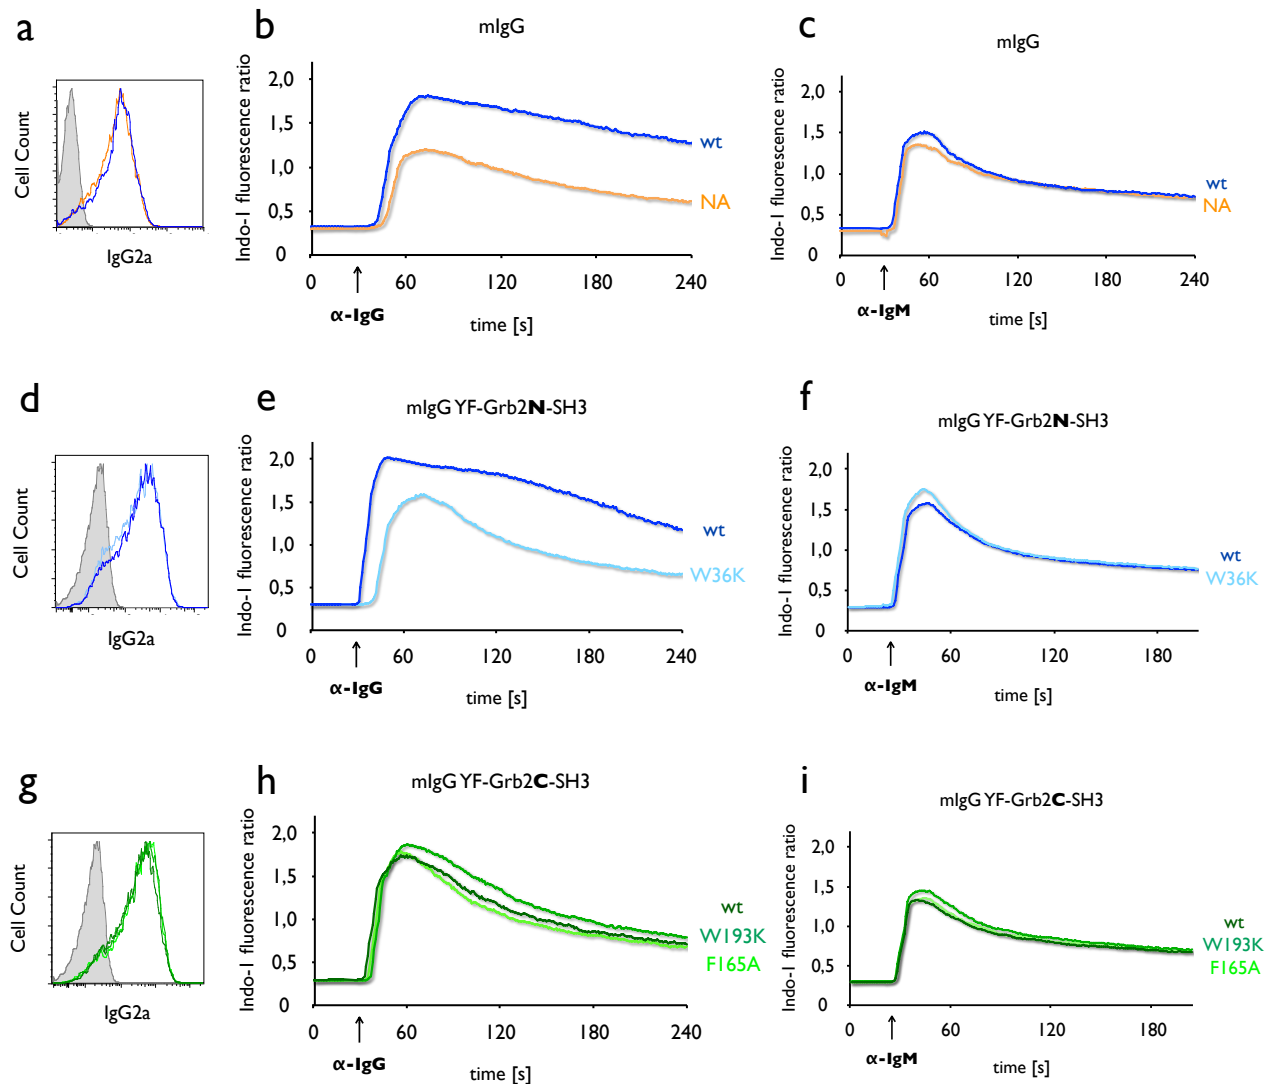 a
Cell Count
IgG2a
b
mIgG
Indo-1 fluorescence ratio
2,0
1,5
1,0
0,5
0
wt
NA
0
60
120
180
240
α-IgG
time [s]
c
mIgG
Indo-1 fluorescence ratio
2,0
1,5
1,0
0,5
0
wt
NA
0
60
120
180
240
α-IgM
time [s]
d
Cell Count
IgG2a
e
mIgG YF-Grb2N-SH3
Indo-1 fluorescence ratio
2,0
1,5
1,0
0,5
0
wt
W36K
0
60
120
180
240
α-IgG
time [s]
f
mIgG YF-Grb2N-SH3
Indo-1 fluorescence ratio
2,0
1,5
1,0
0,5
0
wt
W36K
0
60
120
180
α-IgM
time [s]
g
Cell Count
IgG2a
h
mIgG YF-Grb2C-SH3
Indo-1 fluorescence ratio
2,0
1,5
1,0
0,5
0
wt
W193K
F165A
0
60
120
180
240
α-IgG
time [s]
i
mIgG YF-Grb2C-SH3
Indo-1 fluorescence ratio
2,0
1,5
1,0
0,5
0
wt
W193K
F165A
0
60
120
180
α-IgM
time [s]